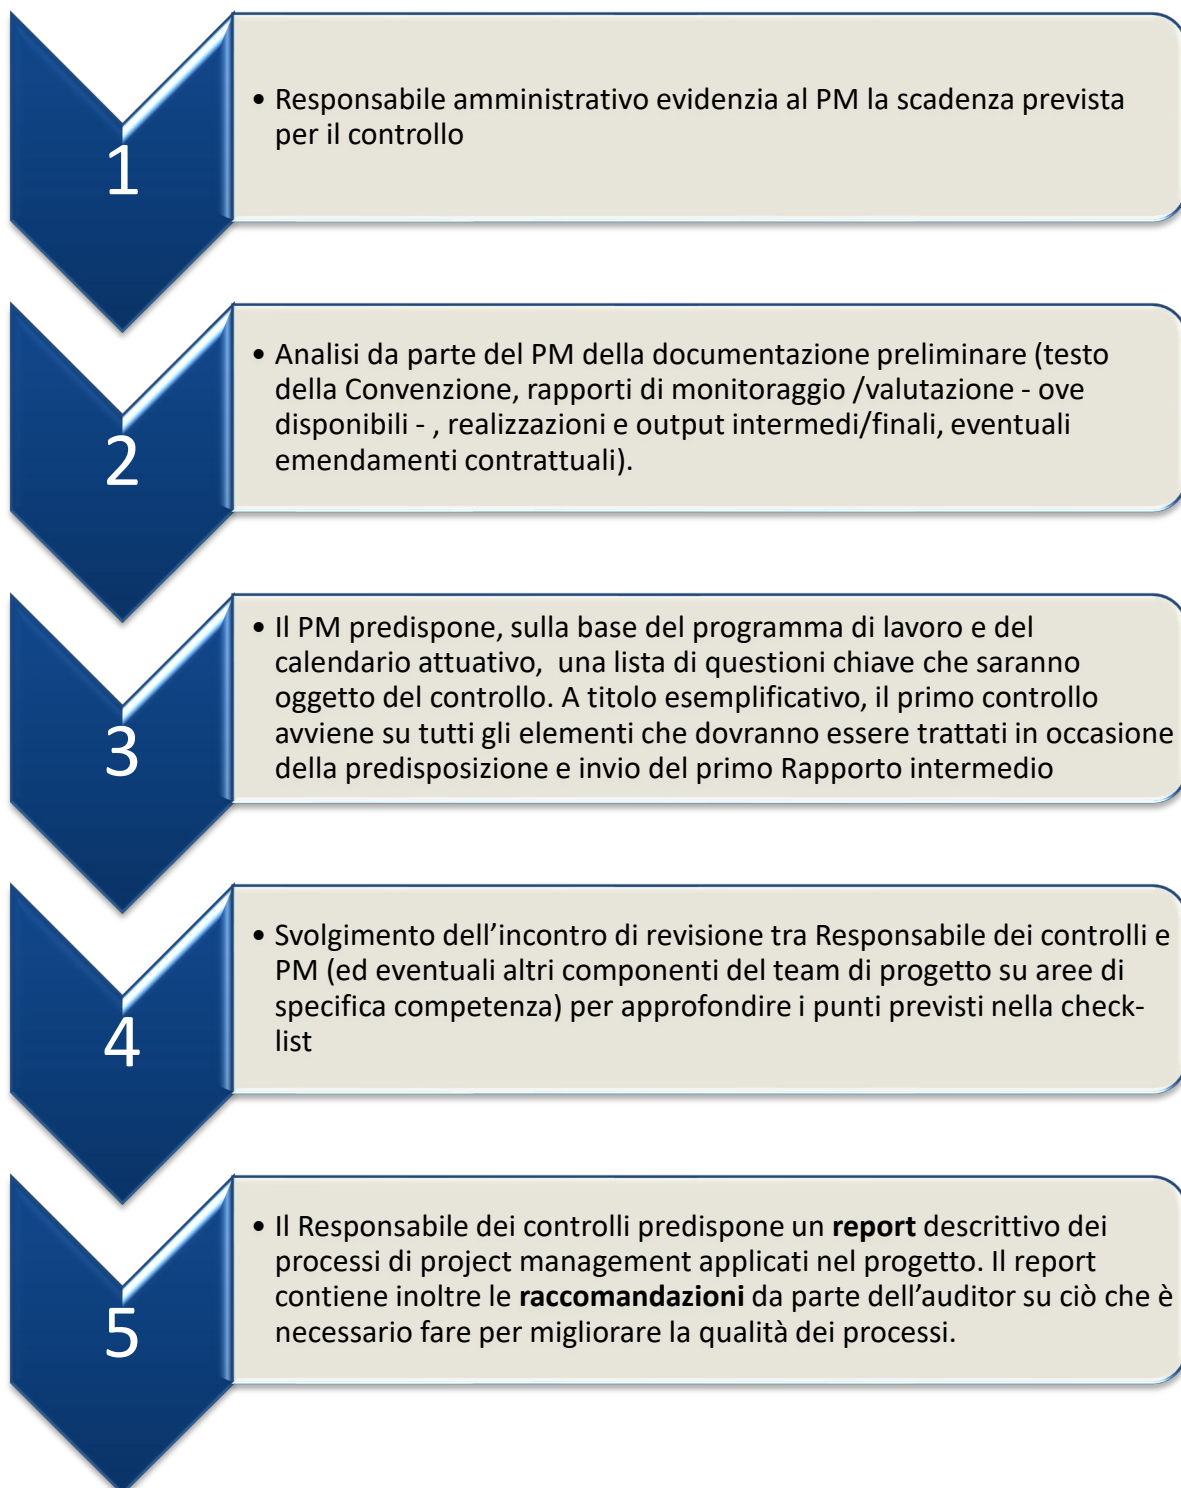 1
• Responsabile amministrativo evidenzia al PM la scadenza prevista
per il controllo
2
• Analisi da parte del PM della documentazione preliminare (testo
della Convenzione, rapporti di monitoraggio /valutazione - ove
disponibili - , realizzazioni e output intermedi/finali, eventuali
emendamenti contrattuali).
3
• Il PM predispone, sulla base del programma di lavoro e del
calendario attuativo,  una lista di questioni chiave che saranno
oggetto del controllo. A titolo esemplificativo, il primo controllo
avviene su tutti gli elementi che dovranno essere trattati in occasione
della predisposizione e invio del primo Rapporto intermedio
4
• Svolgimento dell’incontro di revisione tra Responsabile dei controlli e
PM (ed eventuali altri componenti del team di progetto su aree di
specifica competenza) per approfondire i punti previsti nella check-
list
5
• Il Responsabile dei controlli predispone un report descrittivo dei
processi di project management applicati nel progetto. Il report
contiene inoltre le raccomandazioni da parte dell’auditor su ciò che è
necessario fare per migliorare la qualità dei processi.